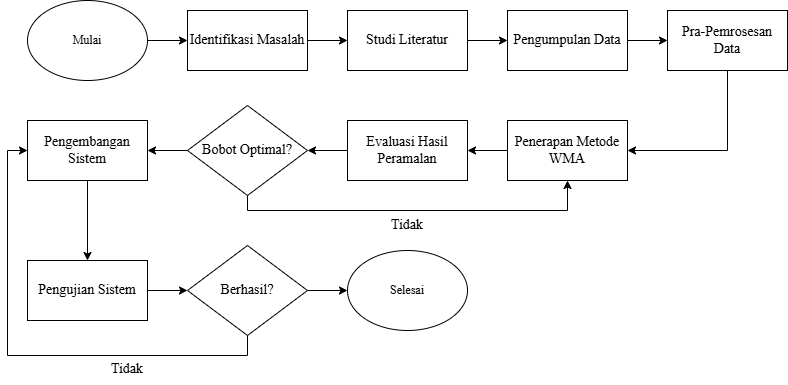 Mulai
Identifikasi Masalah
Studi Literatur
Pengumpulan Data
Pra-Pemrosesan
Data
Pengembangan
Sistem
Bobot Optimal?
Evaluasi Hasil
Peramalan
Penerapan Metode
WMA
Tidak
Pengujian Sistem
Berhasil?
Selesai
Tidak